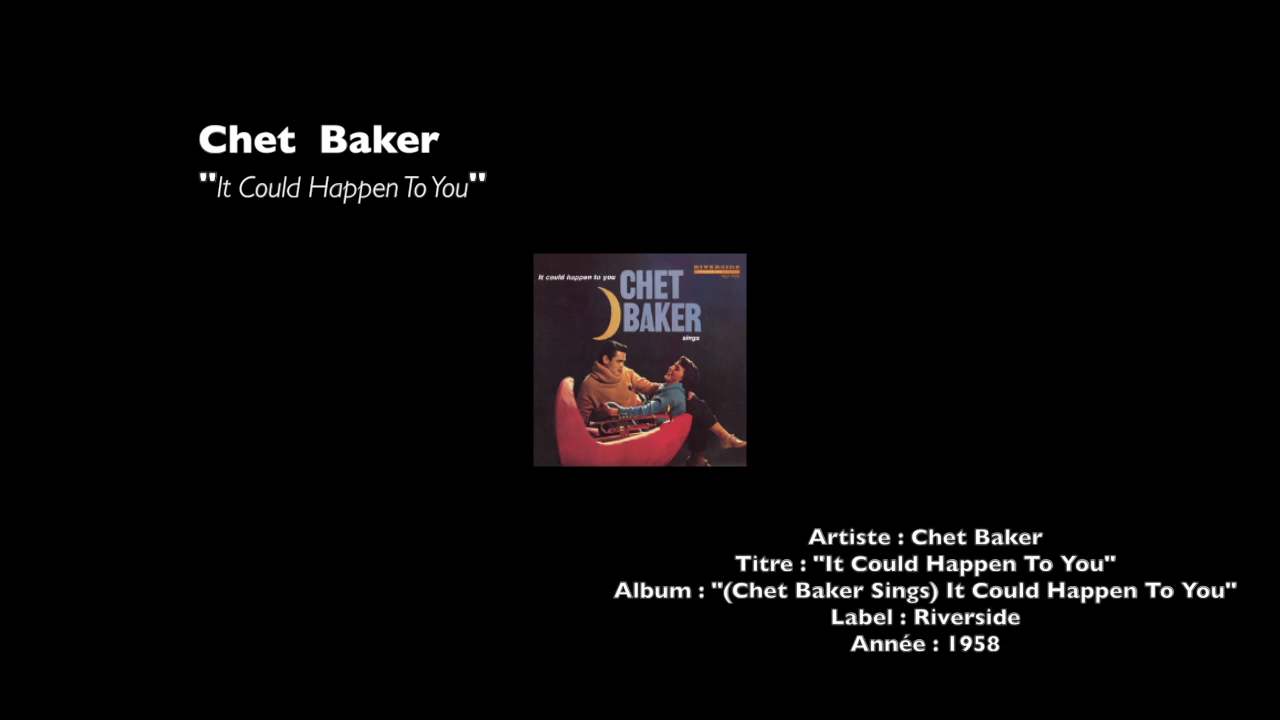 Chet Baker
"It Could Happen To You"
It could happen to you
CHET
BAKER
sings
RIVERSIDE
Artiste : Chet Baker
Titre : "It Could Happen To You"
Album : "(Chet Baker Sings) It Could Happen To You"
Label : Riverside
Année : 1958